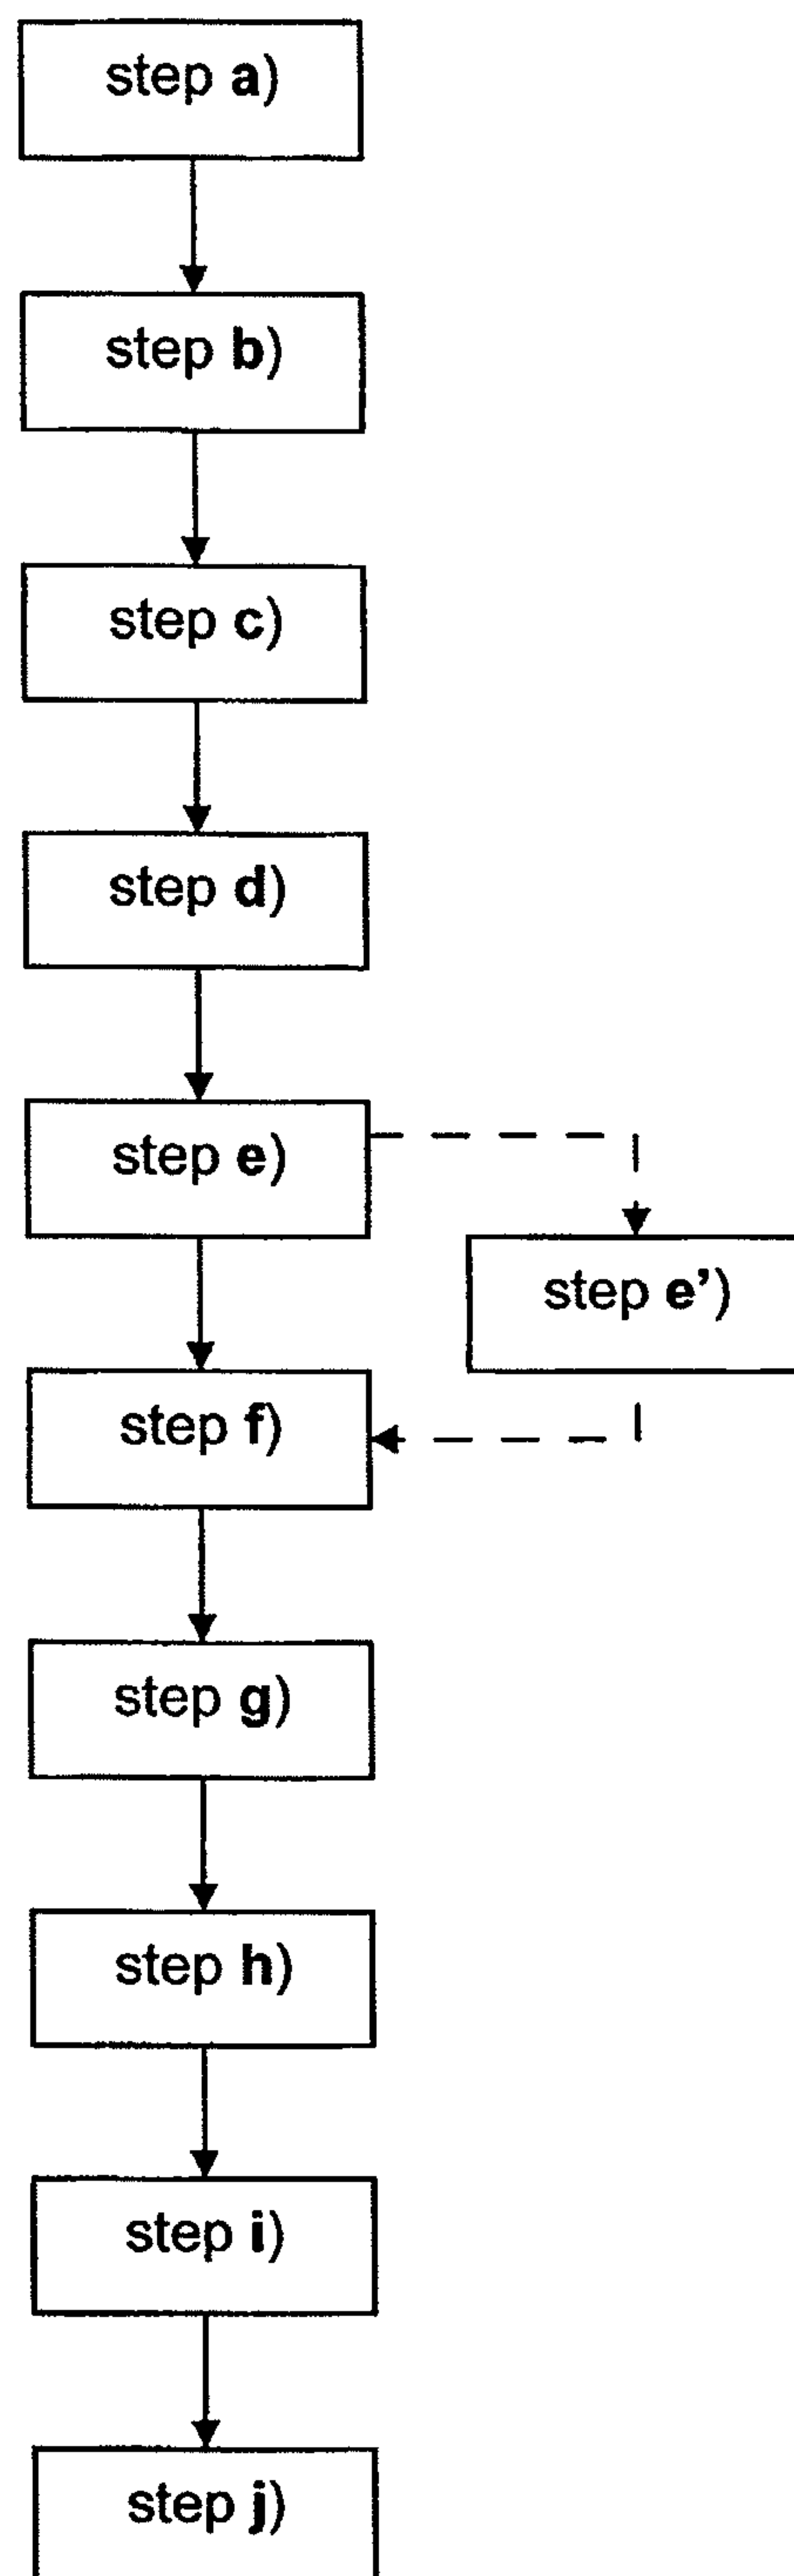 step a)
step b)
step c)
step d)
step e)
step e’)
step f)
step g)
step h)
step i)
step j)